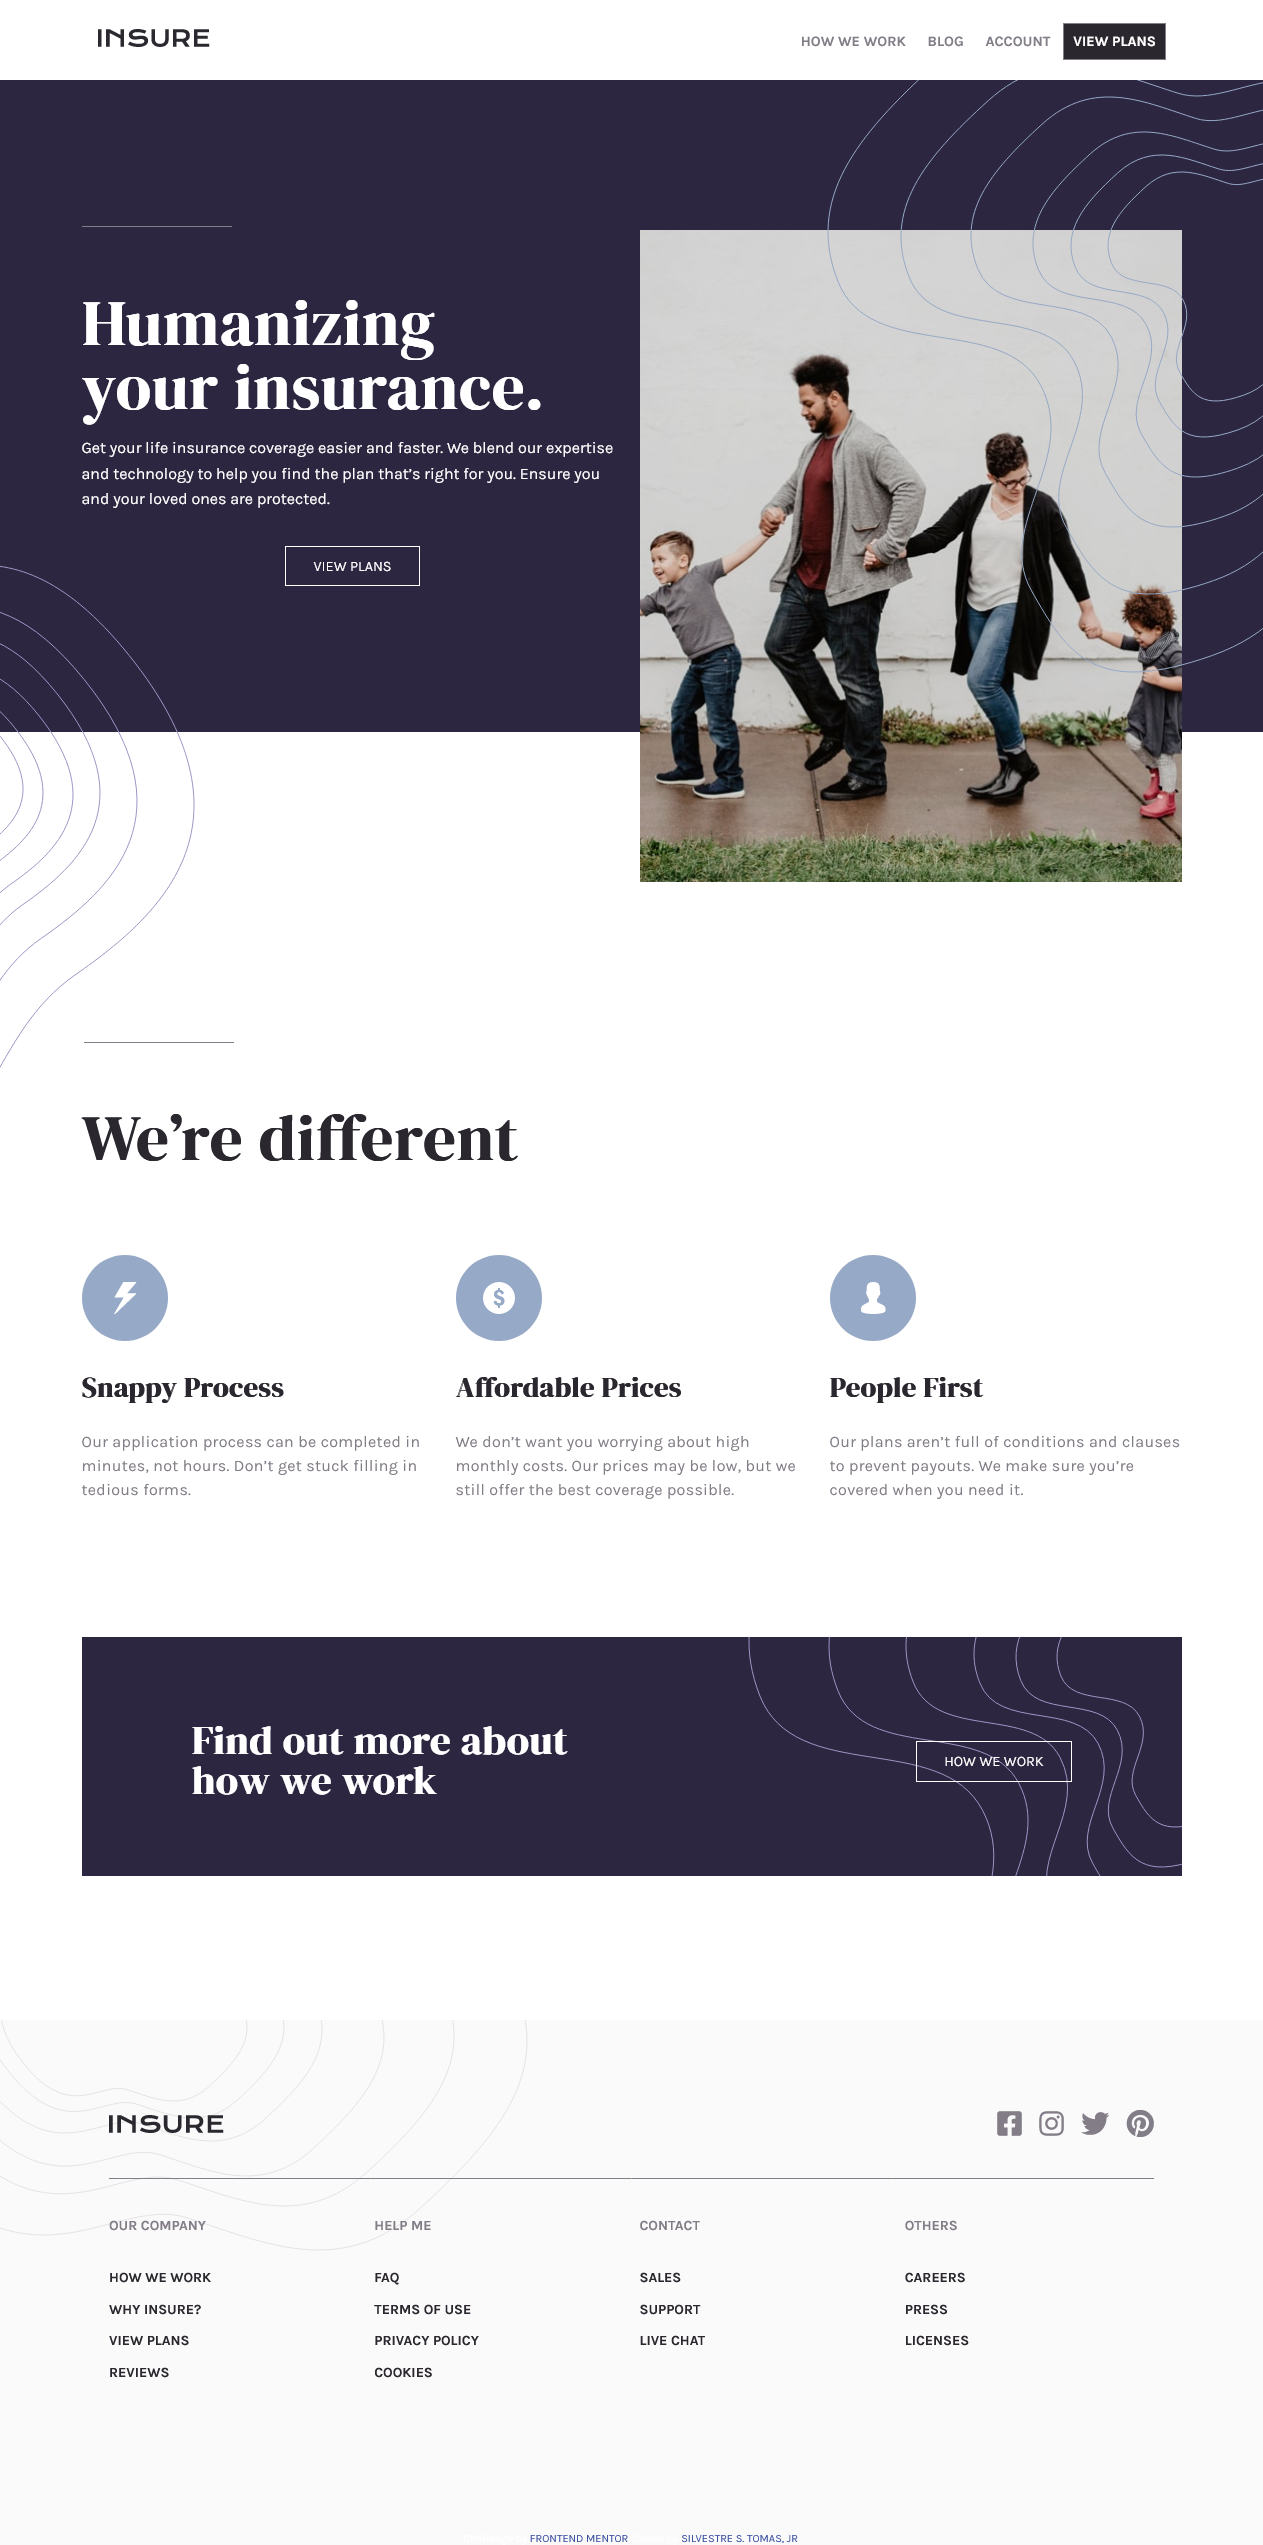 INSURE
HOW WE WORK BLOG ACCOUNT VIEW PLANS
Humanizing
your insurance.
Get your life insurance coverage easier and faster. We blend our expertise
and technology to help you find the plan that’s right for you. Ensure you
and your loved ones are protected.
VIEW PLANS
We’re different
Snappy Process
Our application process can be completed in
minutes, not hours. Don’t get stuck filling in
tedious forms.
Affordable Prices
We don’t want you worrying about high
monthly costs. Our prices may be low, but we
still offer the best coverage possible.
People First
Our plans aren’t full of conditions and clauses
to prevent payouts. We make sure you’re
covered when you need it.
Find out more about
how we work
HOW WE WORK
INSURE
OUR COMPANY
HOW WE WORK
WHY INSURE?
VIEW PLANS
REVIEWS
HELP ME
FAQ
TERMS OF USE
PRIVACY POLICY
COOKIES
CONTACT
SALES
SUPPORT
LIVE CHAT
OTHERS
CAREERS
PRESS
LICENSES
FRONTEND MENTOR SILVESTRE S. TOMAS, JR